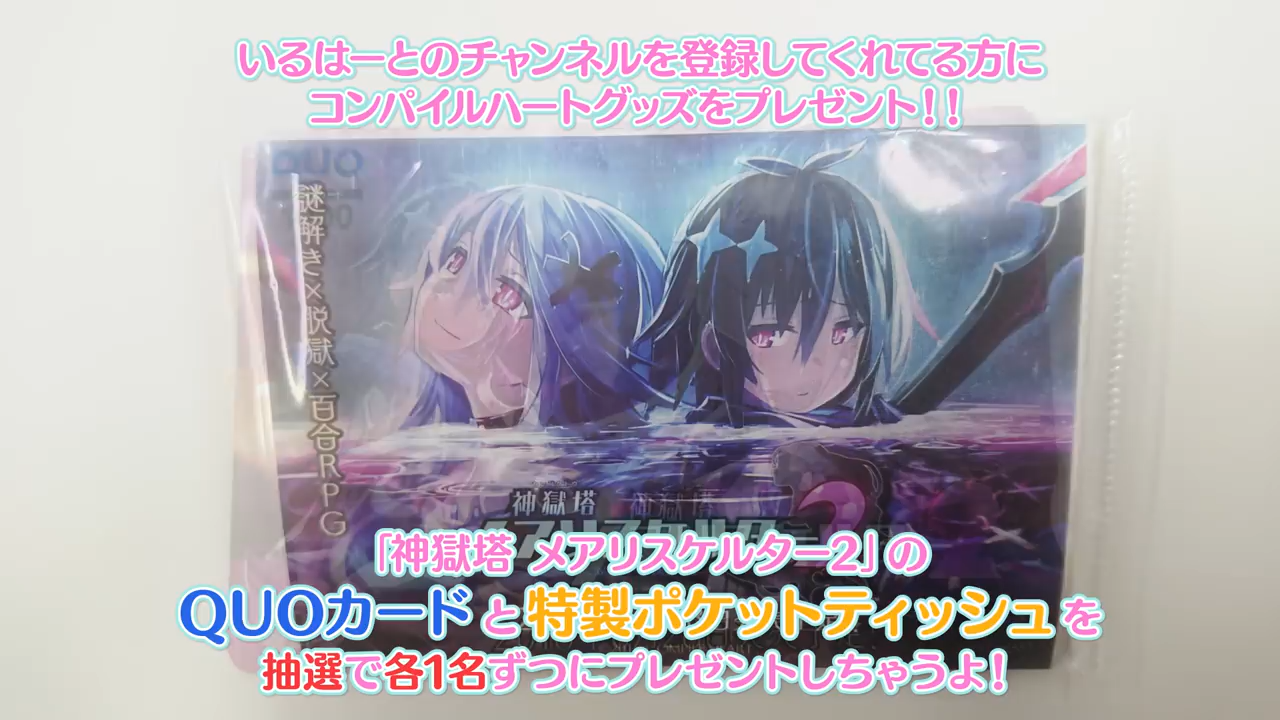 いるはーとのチャンネルを登録してくれてる方に
コンパイルハートグッズをプレゼント!!
QUO
謎解き×脱獄×百合RPG
神獄塔
神獄塔
2
「神獄塔 メアリスケルター2」の
QUOカードと特製ポケットティッシュを
抽選で各1名ずつにプレゼントしちゃうよ!